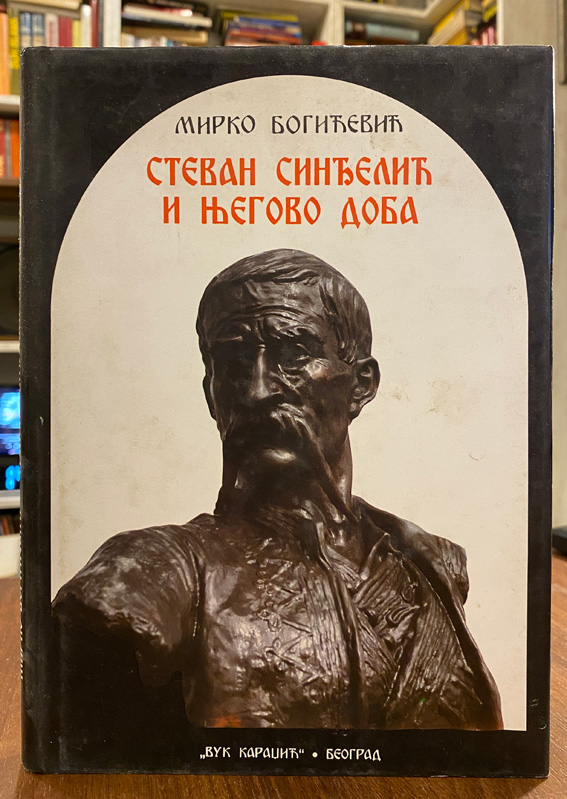 МИРКО БОГИЋЕВИЋ
СТЕВАН СИНЂЕЛИЋ
И ЊЕГОВО ДОБА
„ВУК КАРАЏИЋ“ • БЕОГРАД